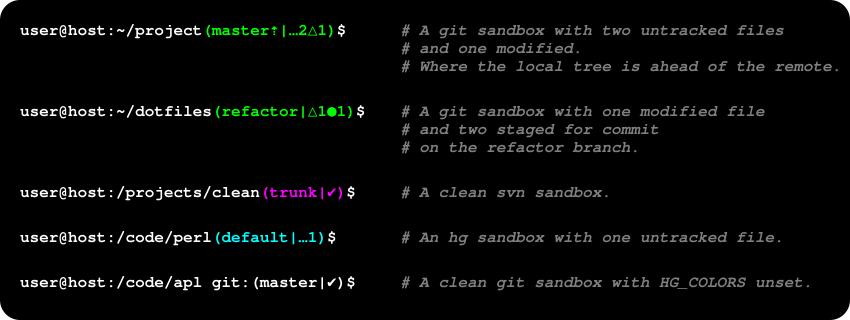 user@host:~/project(master⇡|…2△1)$ # A git sandbox with two untracked files
# and one modified.
# Where the local tree is ahead of the remote.
user@host:~/dotfiles(refactor|△1●1)$ # A git sandbox with one modified file
# and two staged for commit
# on the refactor branch.
user@host:/projects/clean(trunk|✔)$ # A clean svn sandbox.
user@host:/code/perl(default|…1)$ # An hg sandbox with one untracked file.
user@host:/code/apl git:(master|✔)$ # A clean git sandbox with HG_COLORS unset.